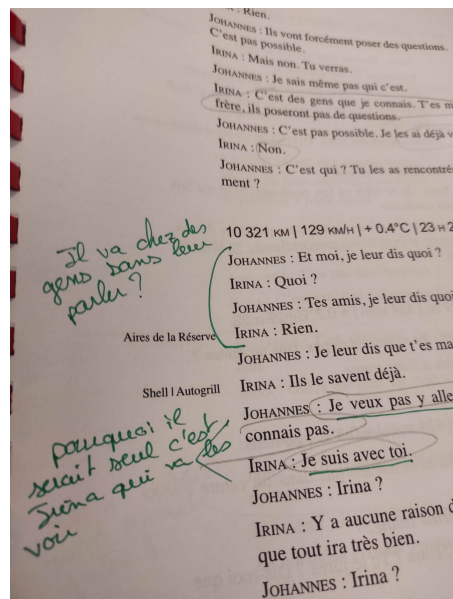 : Rien.
JOHANNES : Ils vont forcément poser des questions.
C'est pas possible.
IRINA : Mais non. Tu verras.
JOHANNES : Je sais même pas qui c'est.
IRINA : C'est des gens que je connais. T'es m
frère, ils poseront pas de questions.
JOHANNES : C'est pas possible. Je les ai déjà v
IRINA : Non.
JOHANNES : C'est qui ? Tu les as rencontré
ment ?
Il va chez des
gens sans leur
parler ?
10 321 KM | 129 KM/H | + 0.4°C | 23 H 2
JOHANNES : Et moi, je leur dis quoi ?
IRINA : Quoi ?
JOHANNES : Tes amis, je leur dis quoi
Aires de la Réserve
IRINA : Rien.
JOHANNES : Je leur dis que t'es ma
Shell | Autogrill
IRINA : Ils le savent déjà.
JOHANNES : Je veux pas y alle
connais pas.
pourquoi il
serait seul c'est
Irina qui va les
voir
IRINA : Je suis avec toi.
JOHANNES : Irina ?
IRINA : Y a aucune raison d
que tout ira très bien.
JOHANNES : Irina ?